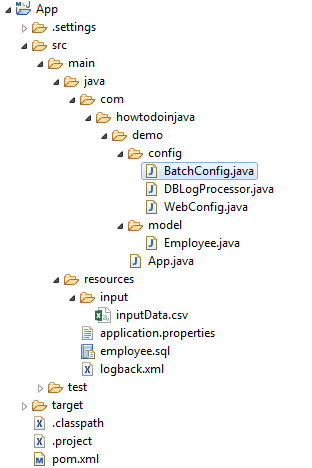 App
.settings
src
main
java
com
howtodoinjava
demo
config
BatchConfig.java
DBLogProcessor.java
WebConfig.java
model
Employee.java
App.java
resources
input
inputData.csv
application.properties
employee.sql
logback.xml
test
target
.classpath
.project
pom.xml